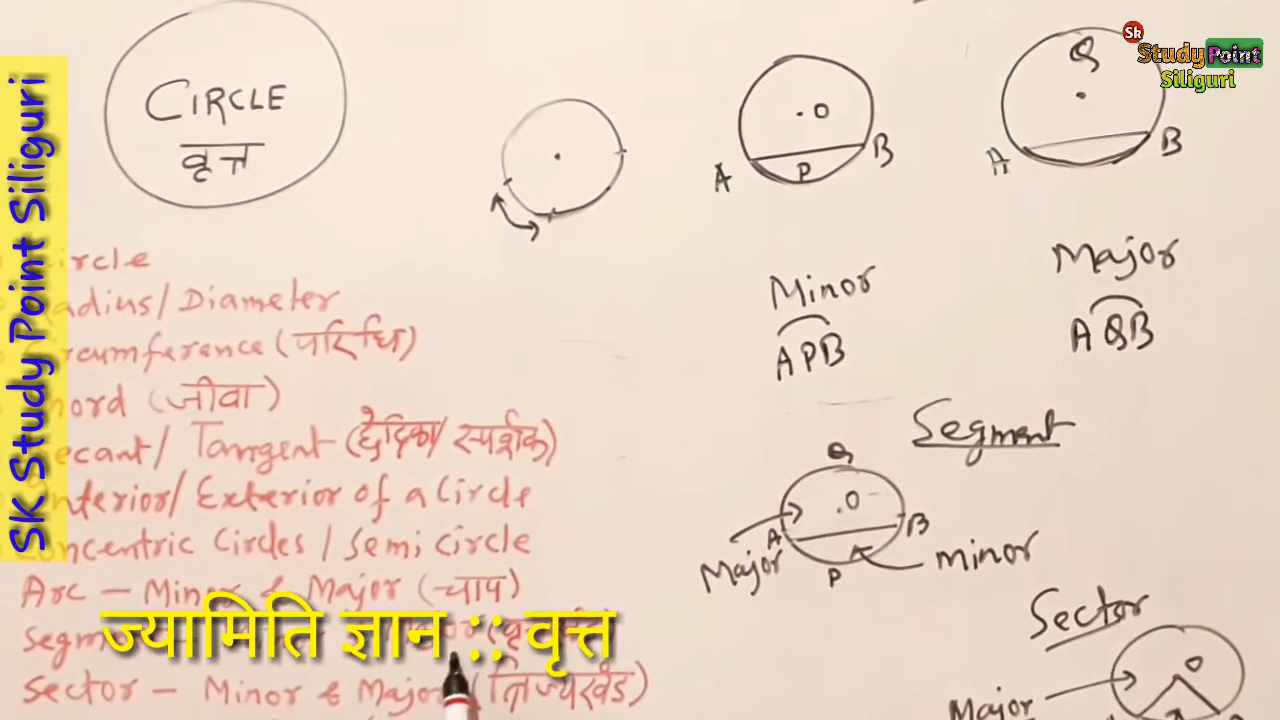 SK Study Point Siliguri
CIRCLE
वृत्त
ircle
adius/Diameter
rcumference (परिधि)
hord (जीवा)
ecant/ Tangent (छेदिका/ स्पर्शक)
nterior/ Exterior of a Circle
oncentric Circles / Semi circle
Arc - Minor & Major (चाप)
Segm
ज्यामिति ज्ञान :: वृत्त
Sector - Minor & Major (त्रिज्यखंड)
O
A
P
B
Minor
APB
Q
A
B
Major
AQB
Segment
Q
O
A
B
Major
P
minor
Sector
O
Major
Sk
Study Point
Siliguri